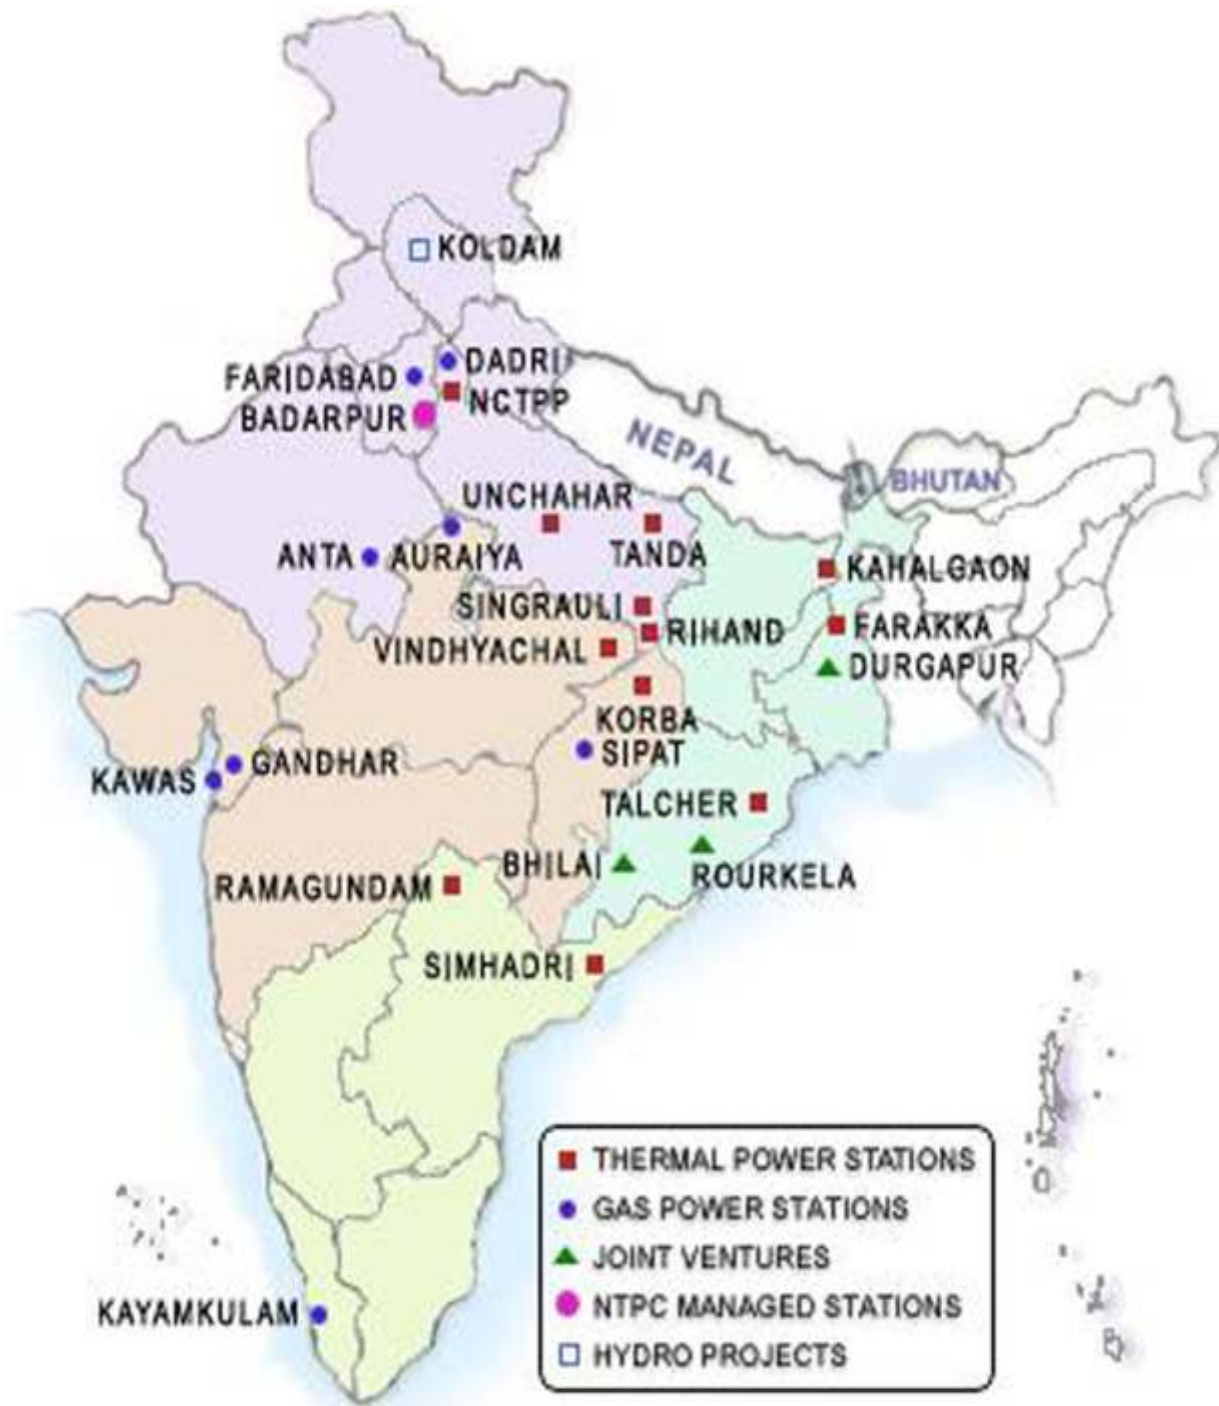 KOLDAM
DADRI
FARIDABAD
NCTPP
BADARPUR
NEPAL
BHUTAN
UNCHAHAR
ANTA
AURAIYA
TANDA
KAHALGAON
SINGRAULI
RIHAND
FARAKKA
VINDHYACHAL
DURGAPUR
KORBA
SIPAT
GANDHAR
KAWAS
TALCHER
BHILAI
ROURKELA
RAMAGUNDAM
SIMHADRI
THERMAL POWER STATIONS
GAS POWER STATIONS
JOINT VENTURES
NTPC MANAGED STATIONS
HYDRO PROJECTS
KAYAMKULAM